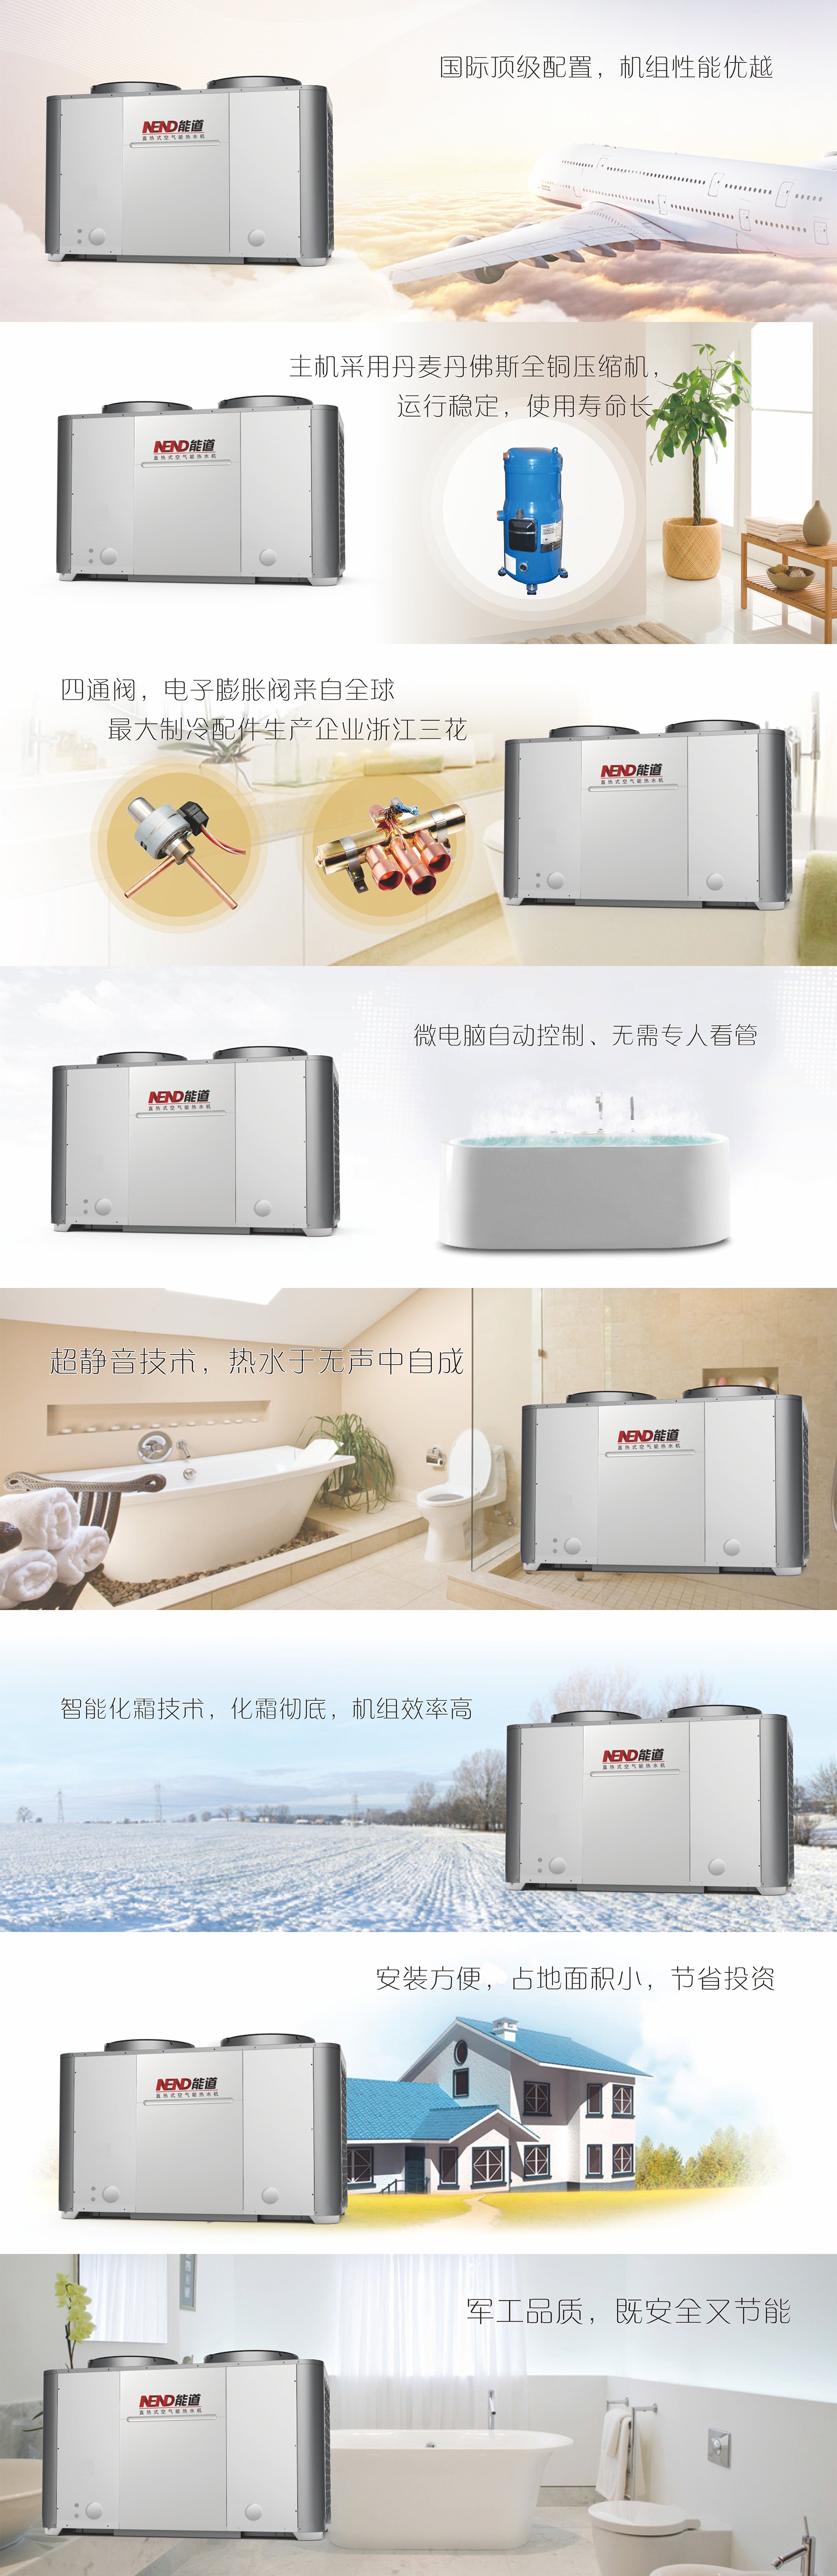 国际顶级配置，机组性能优越
NEND能道
直热式空气能热水机
主机采用丹麦丹佛斯全铜压缩机，
运行稳定，使用寿命长
NEND能道
直热式空气能热水机
四通阀，电子膨胀阀来自全球
最大制冷配件生产企业浙江三花
NEND能道
直热式空气能热水机
微电脑自动控制、无需专人看管
NEND能道
直热式空气能热水机
超静音技术，热水于无声中自成
NEND能道
直热式空气能热水机
智能化霜技术，化霜彻底，机组效率高
NEND能道
直热式空气能热水机
安装方便，占地面积小，节省投资
NEND能道
直热式空气能热水机
军工品质，既安全又节能
NEND能道
直热式空气能热水机